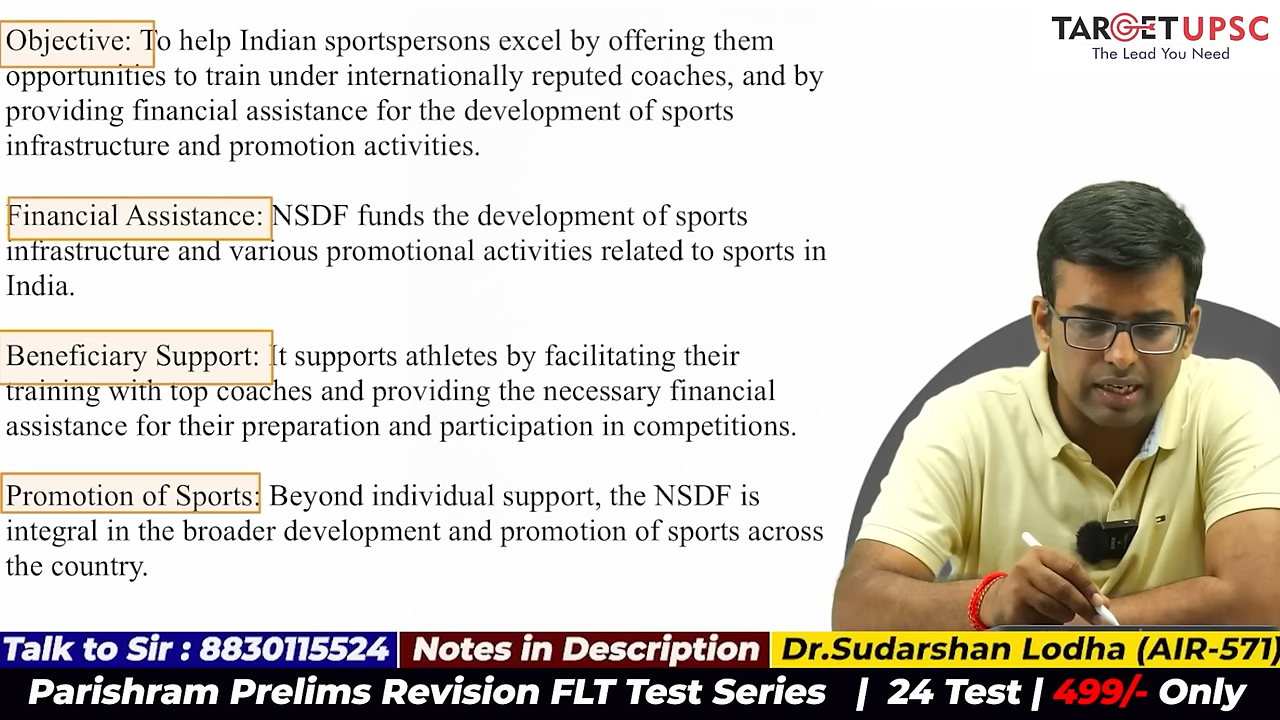 Objective: To help Indian sportspersons excel by offering them
opportunities to train under internationally reputed coaches, and by
providing financial assistance for the development of sports
infrastructure and promotion activities.
Financial Assistance: NSDF funds the development of sports
infrastructure and various promotional activities related to sports in
India.
Beneficiary Support: It supports athletes by facilitating their
training with top coaches and providing the necessary financial
assistance for their preparation and participation in competitions.
Promotion of Sports: Beyond individual support, the NSDF is
integral in the broader development and promotion of sports across
the country.
TARGET UPSC
The Lead You Need
Talk to Sir : 8830115524
Notes in Description
Dr.Sudarshan Lodha (AIR-571)
Parishram Prelims Revision FLT Test Series | 24 Test | 499/- Only